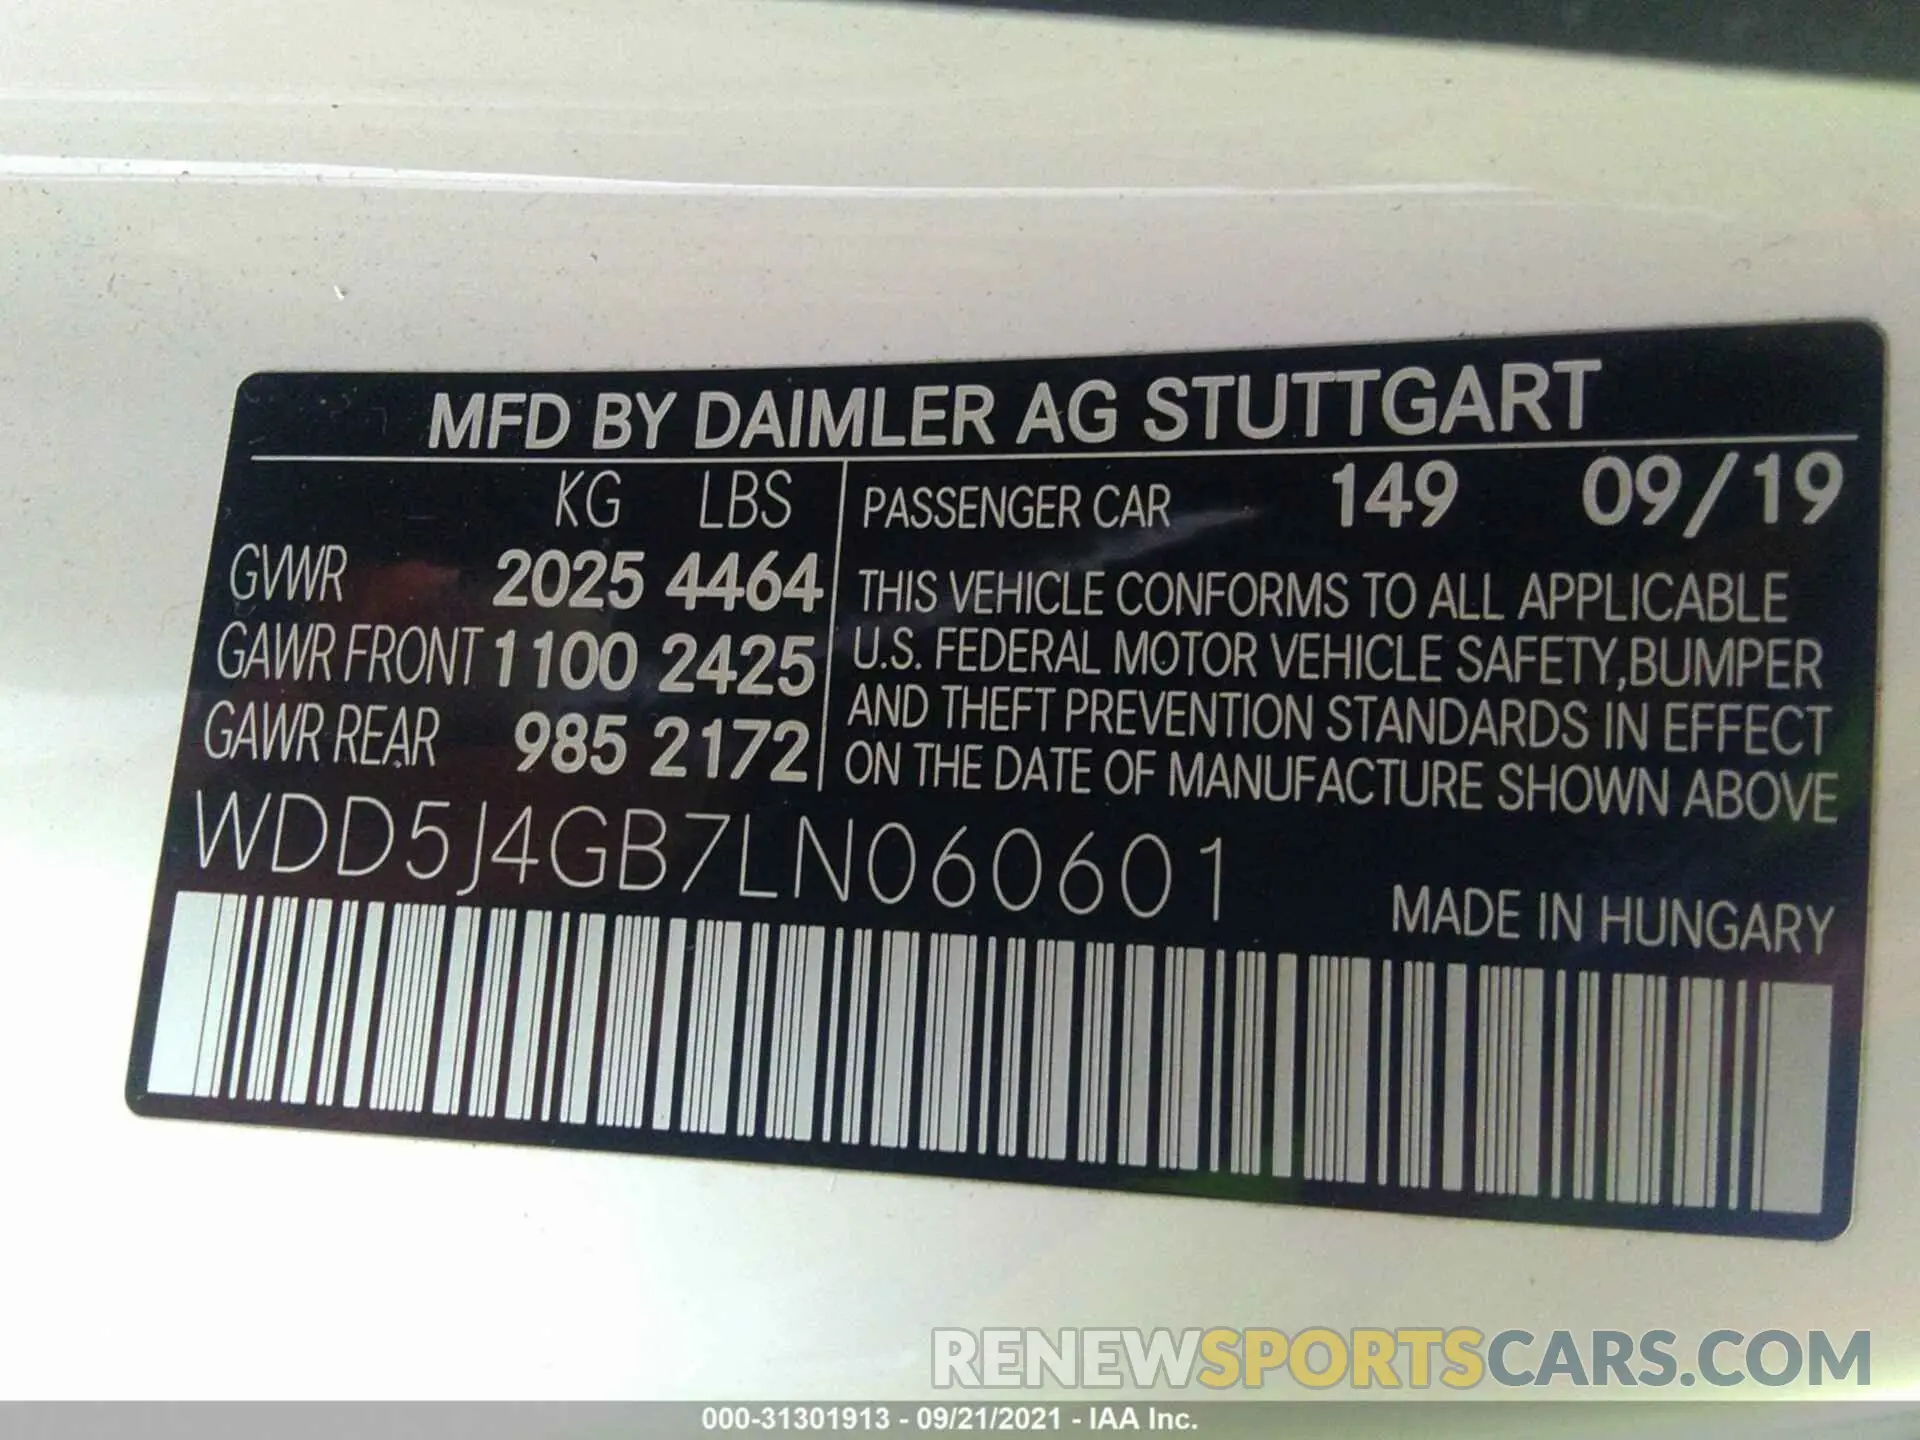 MFD BY DAIMLER AG STUTTGART
KG LBS
GVWR 2025 4464
GAWR FRONT 1100 2425
GAWR REAR 985 2172
PASSENGER CAR 149 09/19
THIS VEHICLE CONFORMS TO ALL APPLICABLE
U.S. FEDERAL MOTOR VEHICLE SAFETY,BUMPER
AND THEFT PREVENTION STANDARDS IN EFFECT
ON THE DATE OF MANUFACTURE SHOWN ABOVE
WDD5J4GB7LN060601
MADE IN HUNGARY
RENEWSPORTSCARS.COM
000-31301913 - 09/21/2021 - IAA Inc.